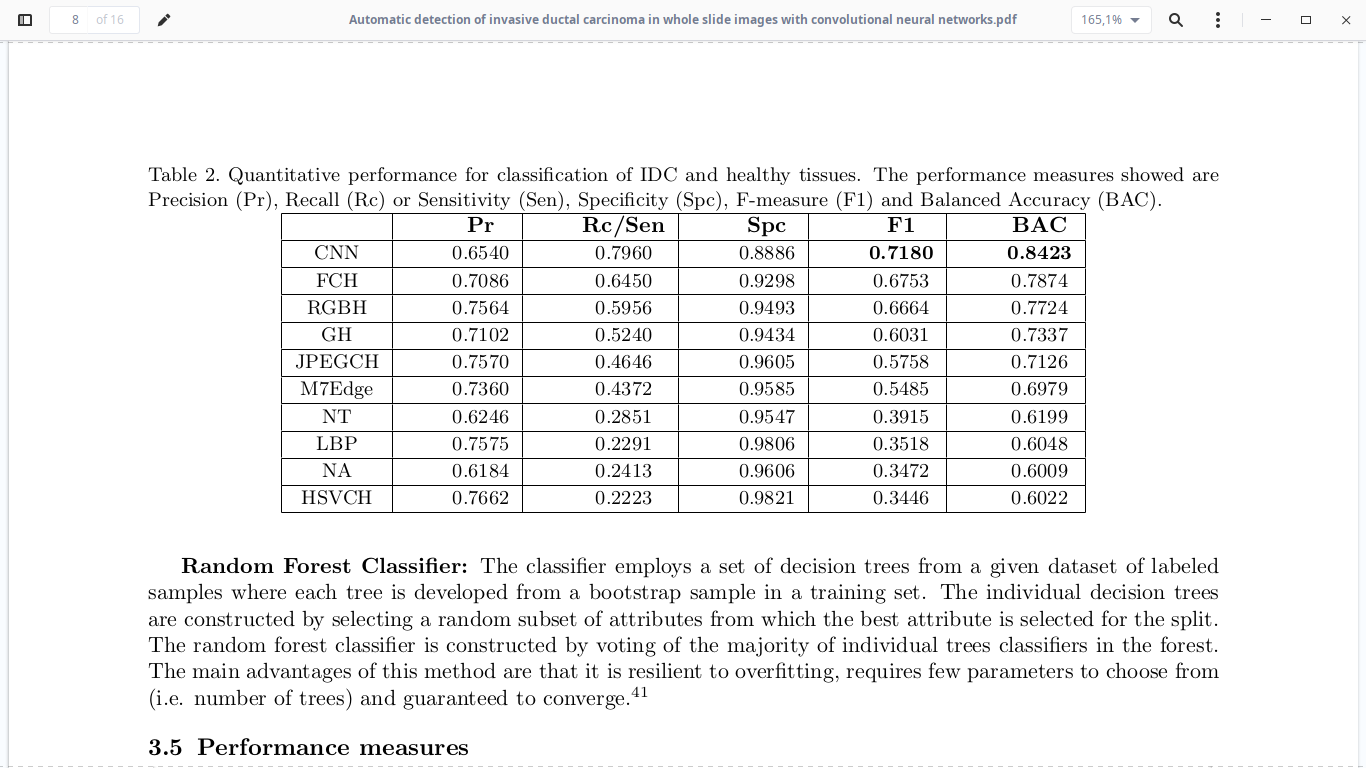 8 of 16 Automatic detection of invasive ductal carcinoma in whole slide images with convolutional neural networks.pdf 165,1%
Table 2. Quantitative performance for classification of IDC and healthy tissues. The performance measures showed are
Precision (Pr), Recall (Rc) or Sensitivity (Sen), Specificity (Spc), F-measure (F1) and Balanced Accuracy (BAC).
Pr Rc/Sen Spc F1 BAC
CNN 0.6540 0.7960 0.8886 0.7180 0.8423
FCH 0.7086 0.6450 0.9298 0.6753 0.7874
RGBH 0.7564 0.5956 0.9493 0.6664 0.7724
GH 0.7102 0.5240 0.9434 0.6031 0.7337
JPEGCH 0.7570 0.4646 0.9605 0.5758 0.7126
M7Edge 0.7360 0.4372 0.9585 0.5485 0.6979
NT 0.6246 0.2851 0.9547 0.3915 0.6199
LBP 0.7575 0.2291 0.9806 0.3518 0.6048
NA 0.6184 0.2413 0.9606 0.3472 0.6009
HSVCH 0.7662 0.2223 0.9821 0.3446 0.6022
Random Forest Classifier: The classifier employs a set of decision trees from a given dataset of labeled
samples where each tree is developed from a bootstrap sample in a training set. The individual decision trees
are constructed by selecting a random subset of attributes from which the best attribute is selected for the split.
The random forest classifier is constructed by voting of the majority of individual trees classifiers in the forest.
The main advantages of this method are that it is resilient to overfitting, requires few parameters to choose from
(i.e. number of trees) and guaranteed to converge.41
3.5 Performance measures